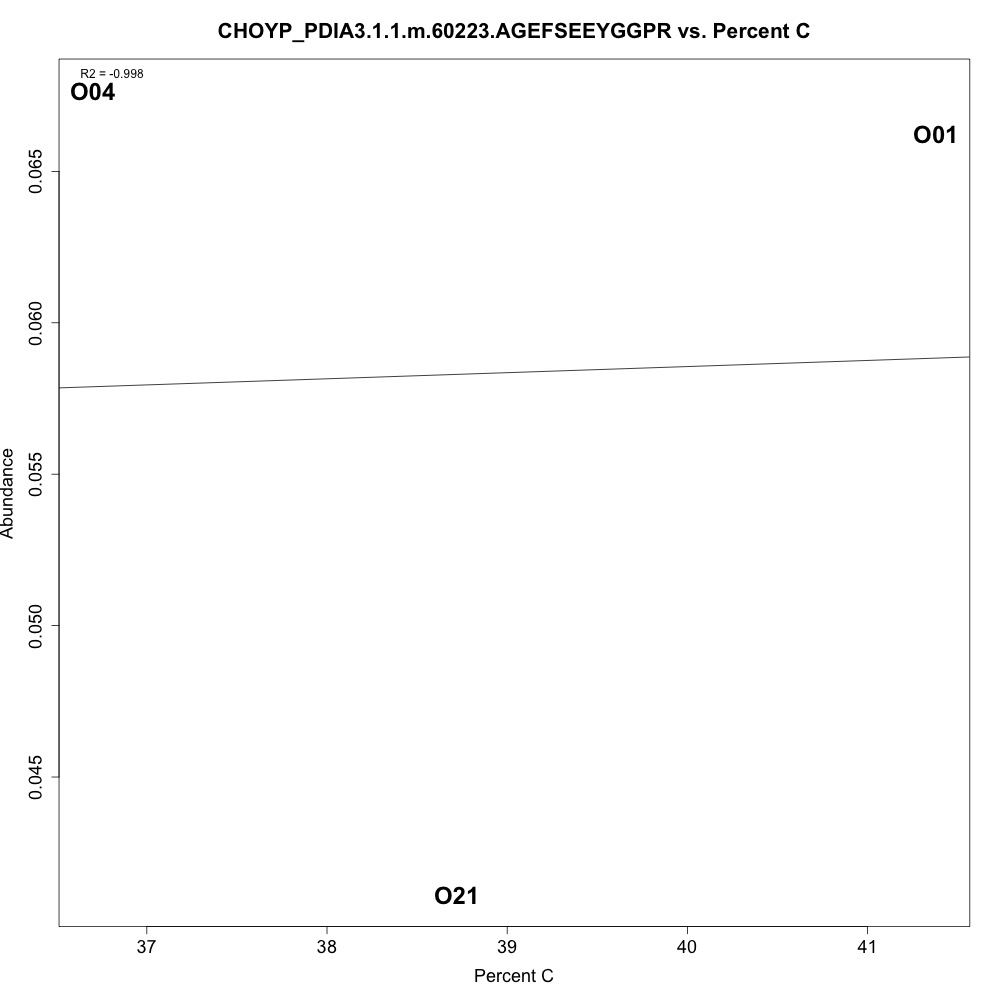 CHOYP_PDIA3.1.1.m.60223.AGEFSEEYGGPR vs. Percent C
R2 = -0.998
O04
O01
0.065
0.060
0.055
0.050
0.045
Abundance
O21
37 38 39 40 41
Percent C